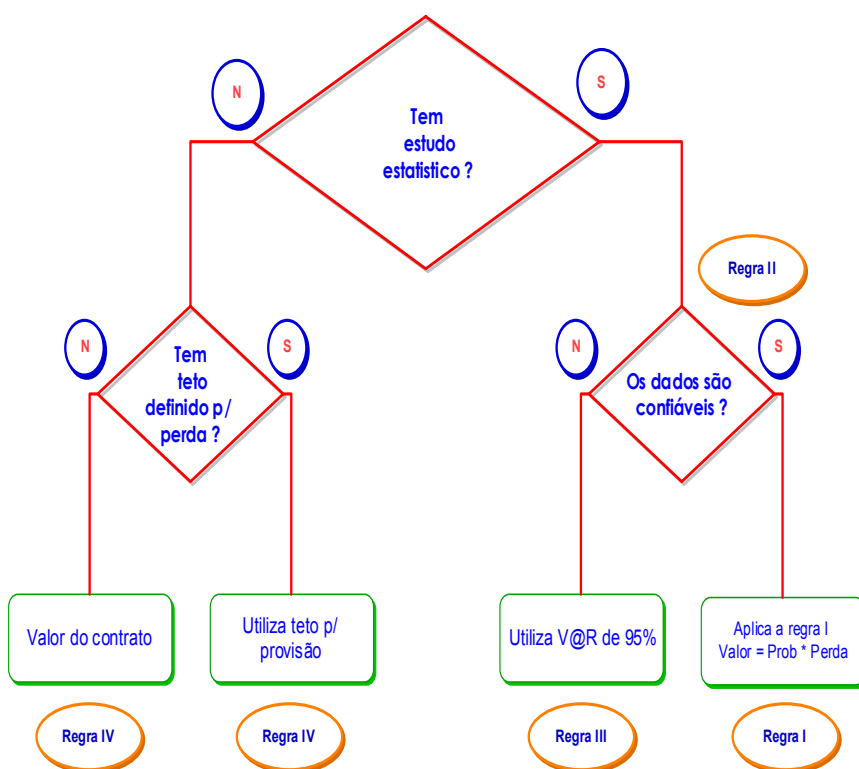 N
S
Tem
estudo
estatistico ?
Regra II
N
S
N
S
Tem
teto
definido p/
perda ?
Os dados são
confiáveis ?
Valor do contrato
Utiliza teto p/
provisão
Utiliza V@R de 95%
Aplica a regra I
Valor = Prob * Perda
Regra IV
Regra IV
Regra III
Regra I